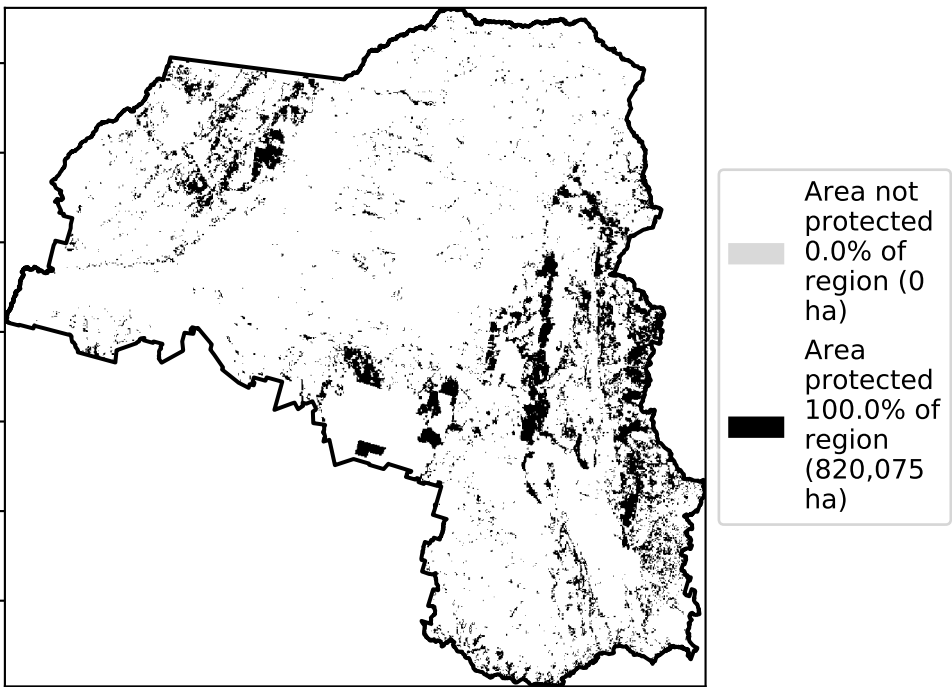 Area not
protected
0.0% of
region (0
ha)
Area
protected
100.0% of
region
(820,075
ha)